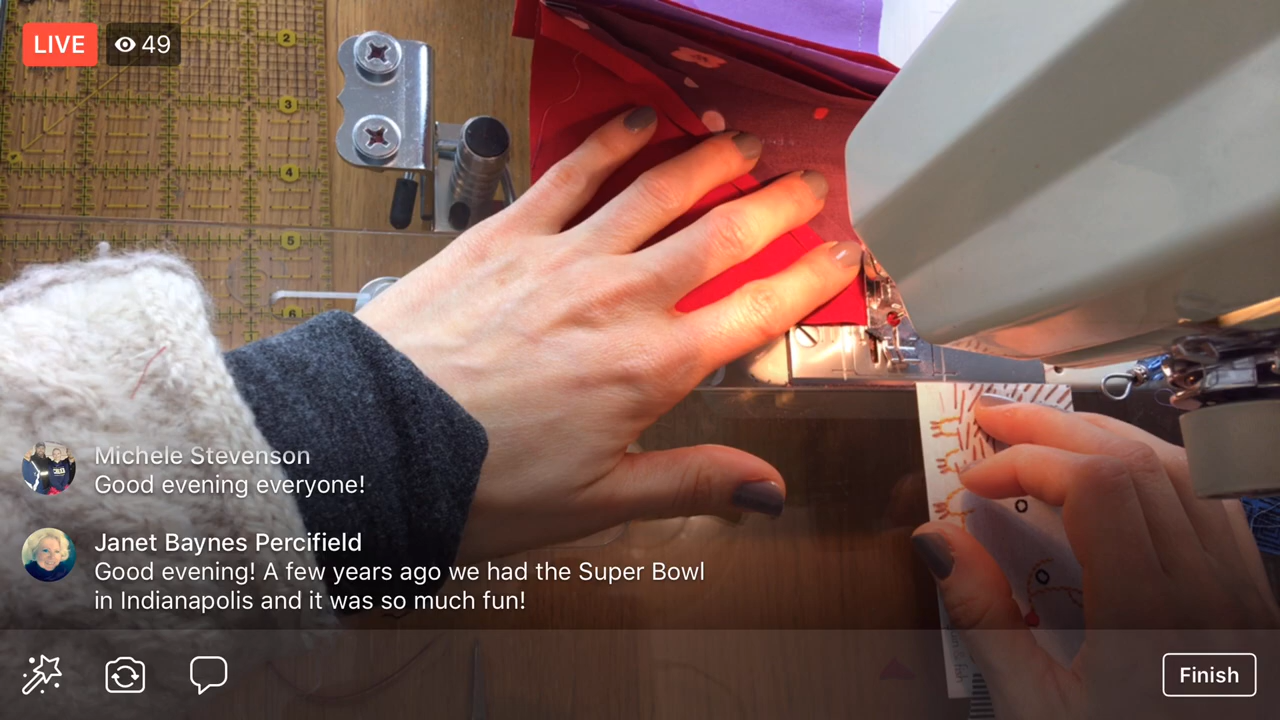 LIVE 49
2
3
4
5
6
Michele Stevenson
Good evening everyone!
Janet Baynes Percifield
Good evening! A few years ago we had the Super Bowl
in Indianapolis and it was so much fun!
Finish